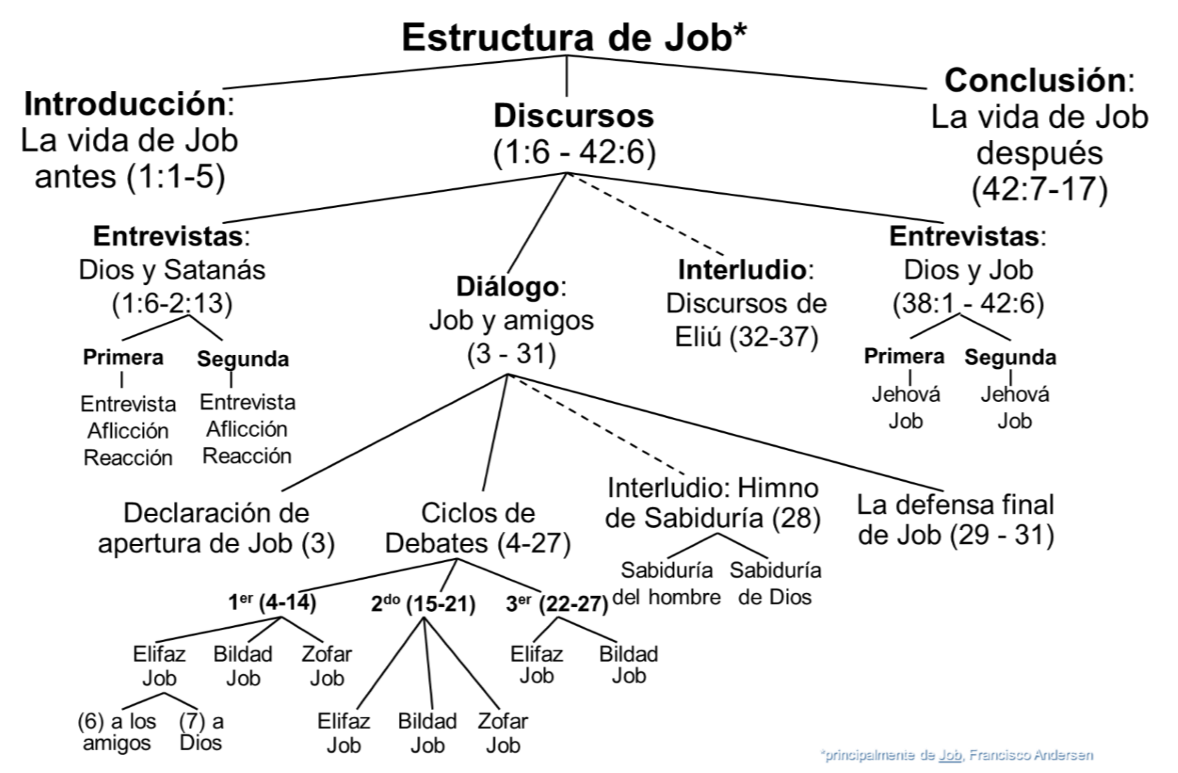 Estructura de Job*
Introducción:
La vida de Job
antes (1:1-5)
Discursos
(1:6 - 42:6)
Conclusión:
La vida de Job
después
(42:7-17)
Entrevistas:
Dios y Satanás
(1:6-2:13)
Primera
Entrevista
Aflicción
Reacción
Segunda
Entrevista
Aflicción
Reacción
Diálogo:
Job y amigos
(3 - 31)
Interludio:
Discursos de
Eliú (32-37)
Entrevistas:
Dios y Job
(38:1 - 42:6)
Primera
Jehová
Job
Segunda
Jehová
Job
Declaración de
apertura de Job (3)
Ciclos de
Debates (4-27)
Interludio: Himno
de Sabiduría (28)
Sabiduría
del hombre
Sabiduría
de Dios
La defensa final
de Job (29 - 31)
1er (4-14)
Elifaz
Job
(6) a los
amigos
(7) a
Dios
Bildad
Job
Zofar
Job
2do (15-21)
Elifaz
Job
Bildad
Job
Zofar
Job
3er (22-27)
Elifaz
Job
Bildad
Job
*principalmente de Job, Francisco Andersen